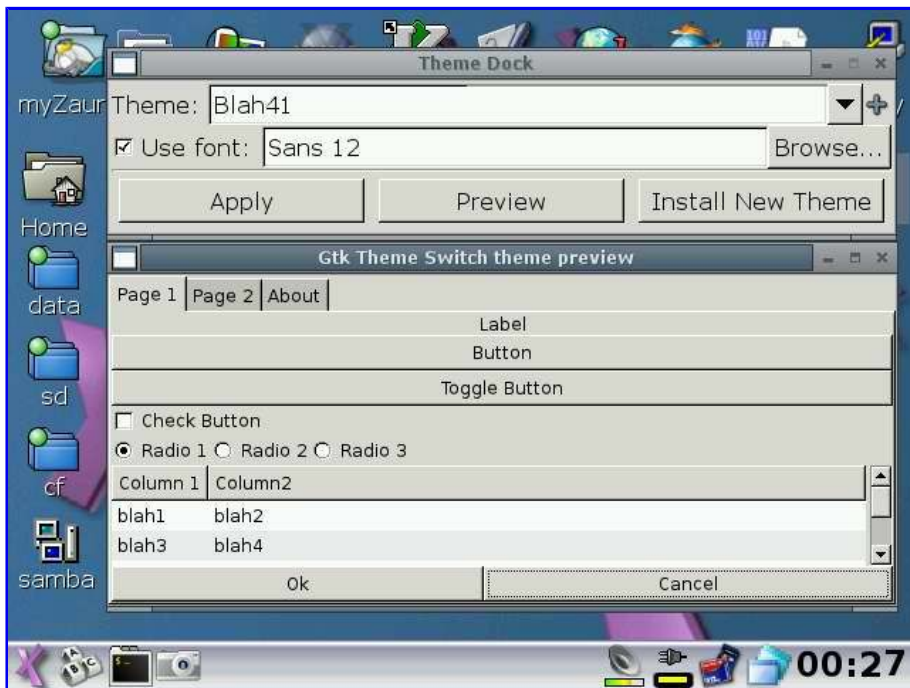 Theme Dock
myZaur
Theme: Blah41
Use font: Sans 12 Browse...
Apply Preview Install New Theme
Home
Gtk Theme Switch theme preview
Page 1 Page 2 About
data
Label
Button
Toggle Button
sd
Check Button
Radio 1 Radio 2 Radio 3
cf
Column 1 Column2
blah1 blah2
blah3 blah4
samba
Ok Cancel
00:27